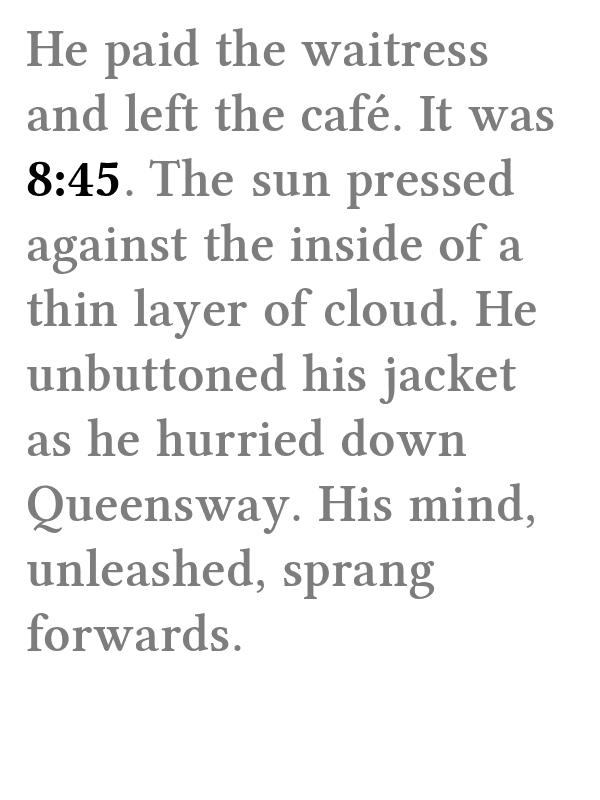 He paid the waitress
and left the café. It was
8:45. The sun pressed
against the inside of a
thin layer of cloud. He
unbuttoned his jacket
as he hurried down
Queensway. His mind,
unleashed, sprang
forwards.